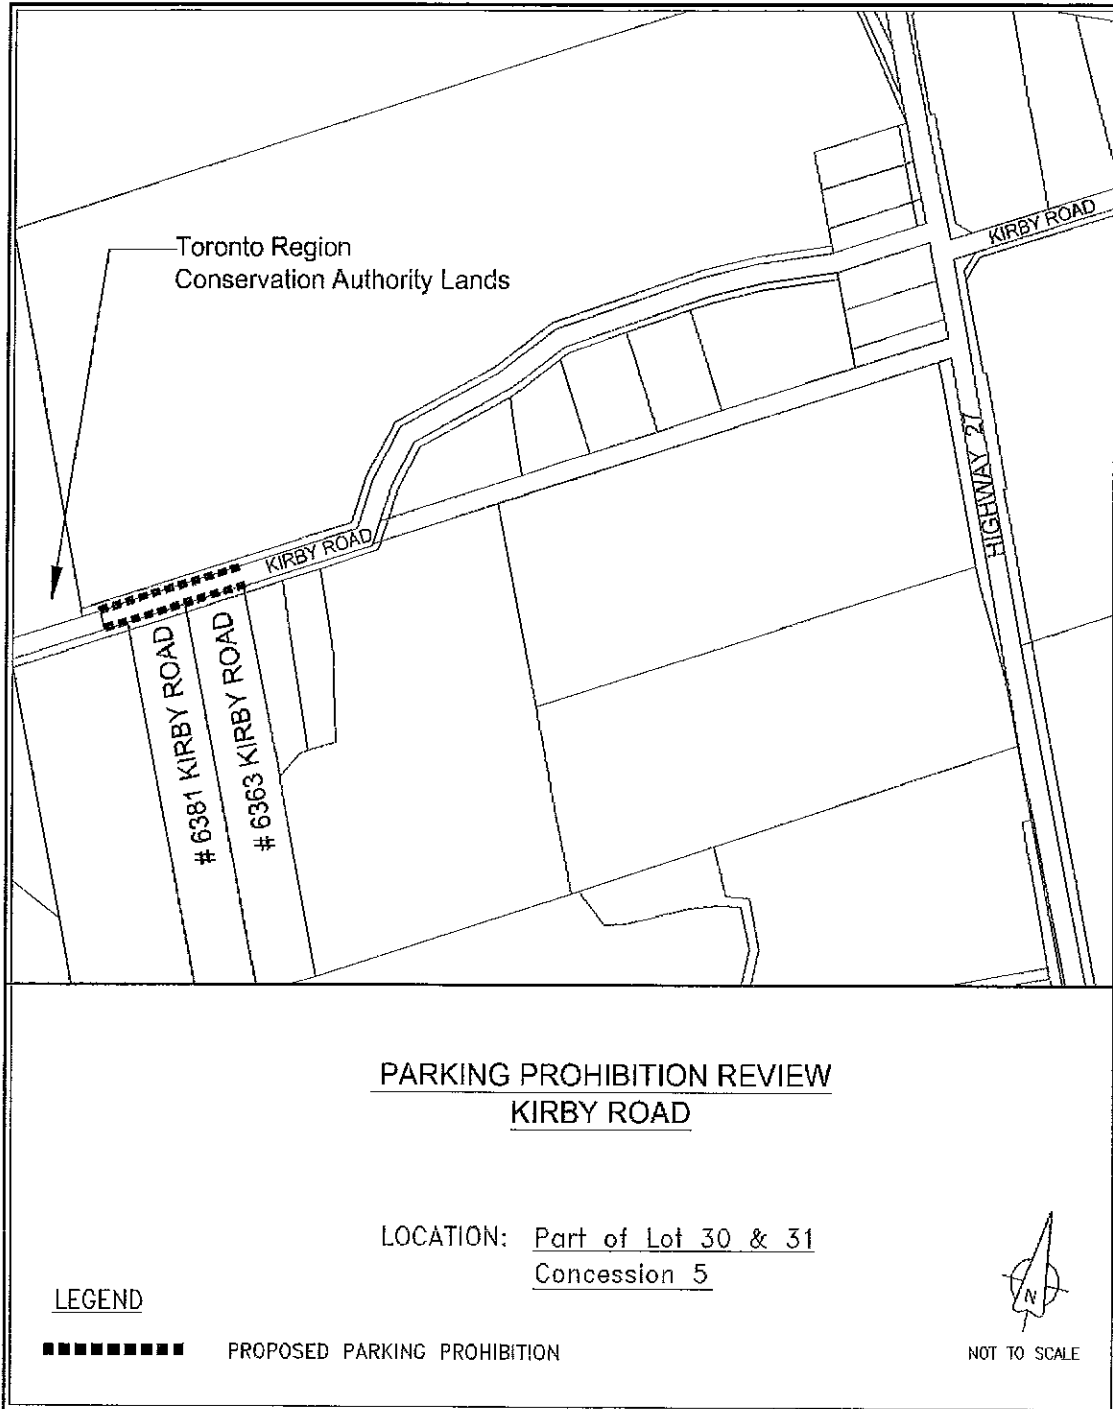 Toronto Region
Conservation Authority Lands
KIRBY ROAD
HIGHWAY 27
KIRBY ROAD
# 6381 KIRBY ROAD
# 6363 KIRBY ROAD
PARKING PROHIBITION REVIEW
KIRBY ROAD
LOCATION: Part of Lot 30 & 31
Concession 5
LEGEND
PROPOSED PARKING PROHIBITION
N
NOT TO SCALE